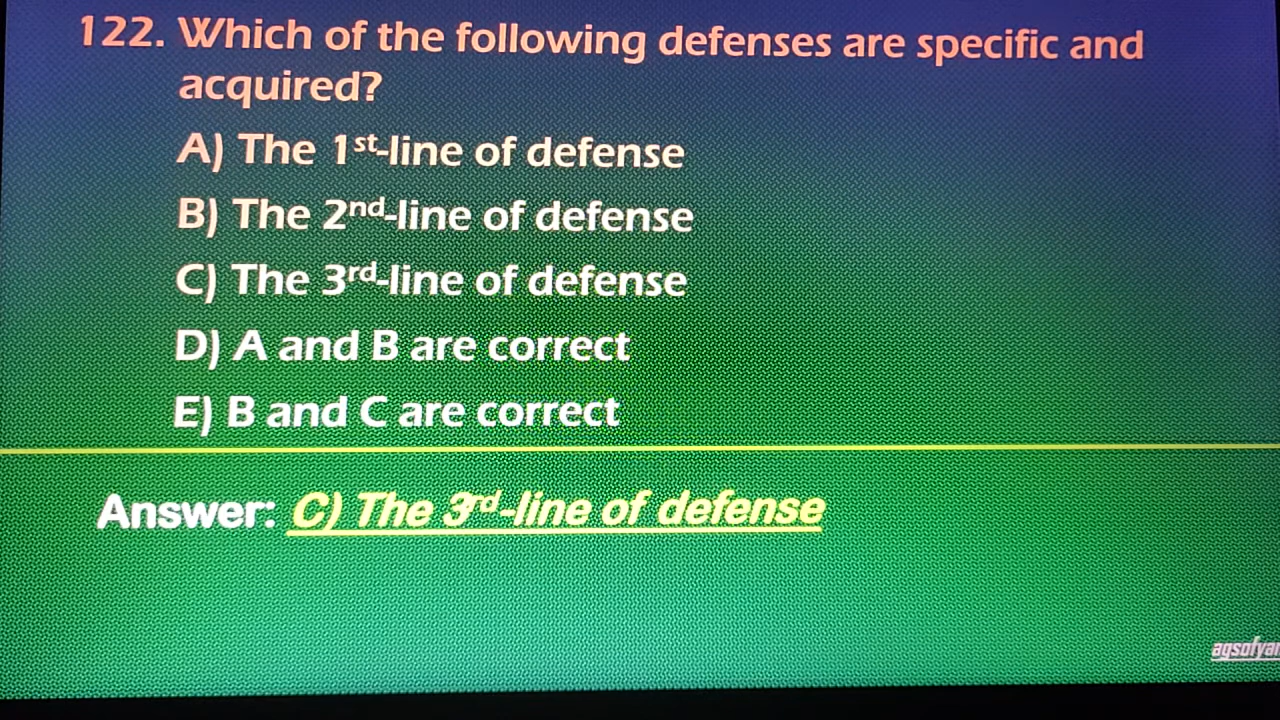 122. Which of the following defenses are specific and
acquired?
A) The 1st-line of defense
B) The 2nd-line of defense
C) The 3rd-line of defense
D) A and B are correct
E) B and C are correct
Answer: C) The 3rd-line of defense